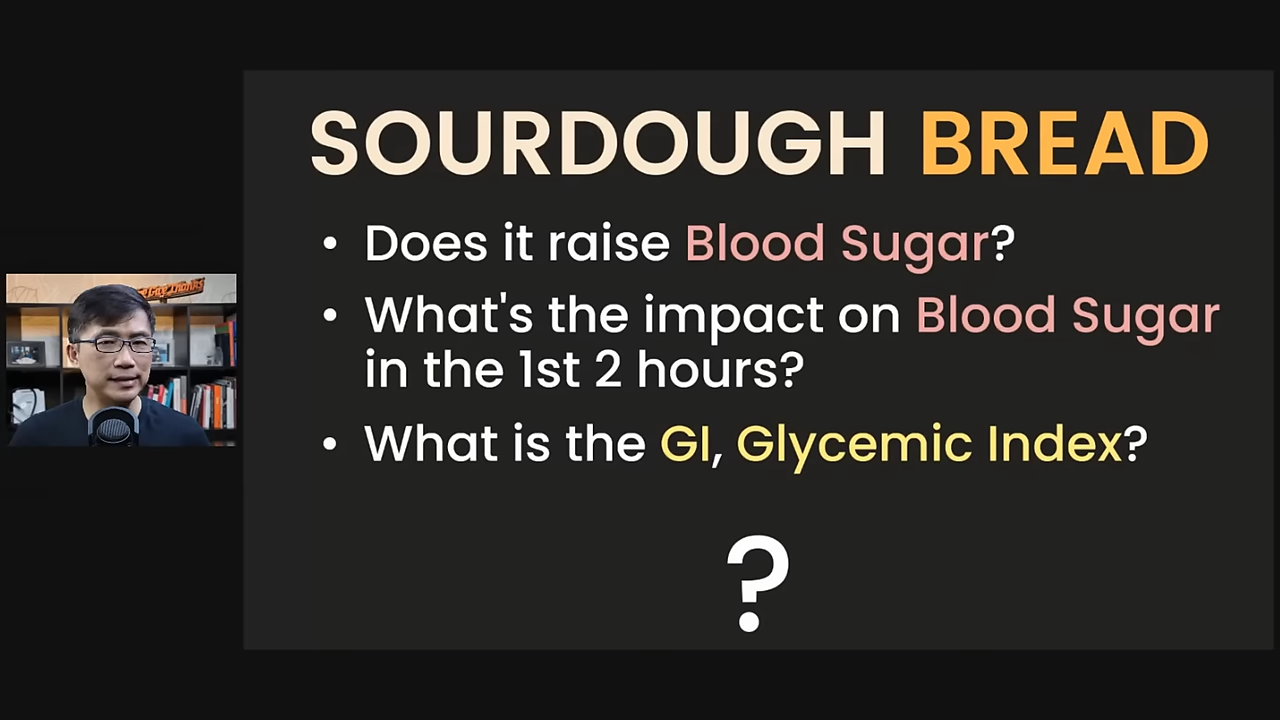 SOURDOUGH BREAD
• Does it raise Blood Sugar?
• What's the impact on Blood Sugar
in the 1st 2 hours?
• What is the GI, Glycemic Index?
?